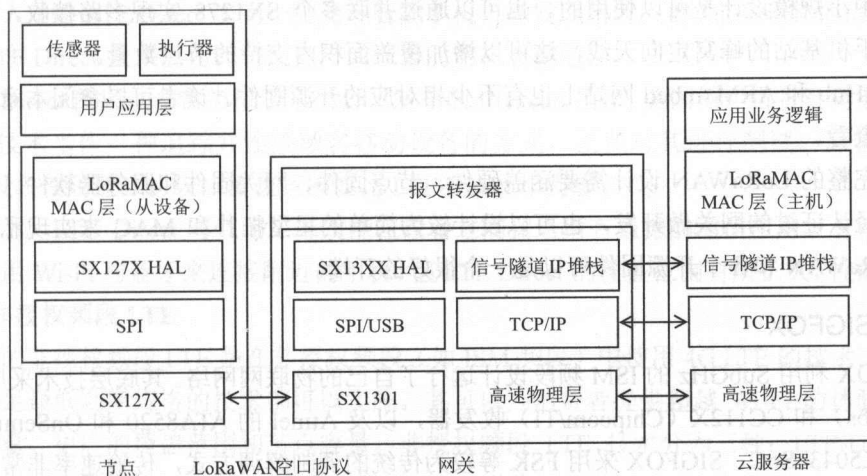 传感器
执行器
用户应用层
LoRaMAC
MAC层（从设备）
SX127X HAL
SPI
SX127X
节点
LoRaWAN空口协议
报文转发器
SX13XX HAL
信号隧道IP堆栈
SPI/USB
TCP/IP
SX1301
高速物理层
网关
应用业务逻辑
LoRaMAC
MAC层（主机）
信号隧道IP堆栈
TCP/IP
高速物理层
云服务器